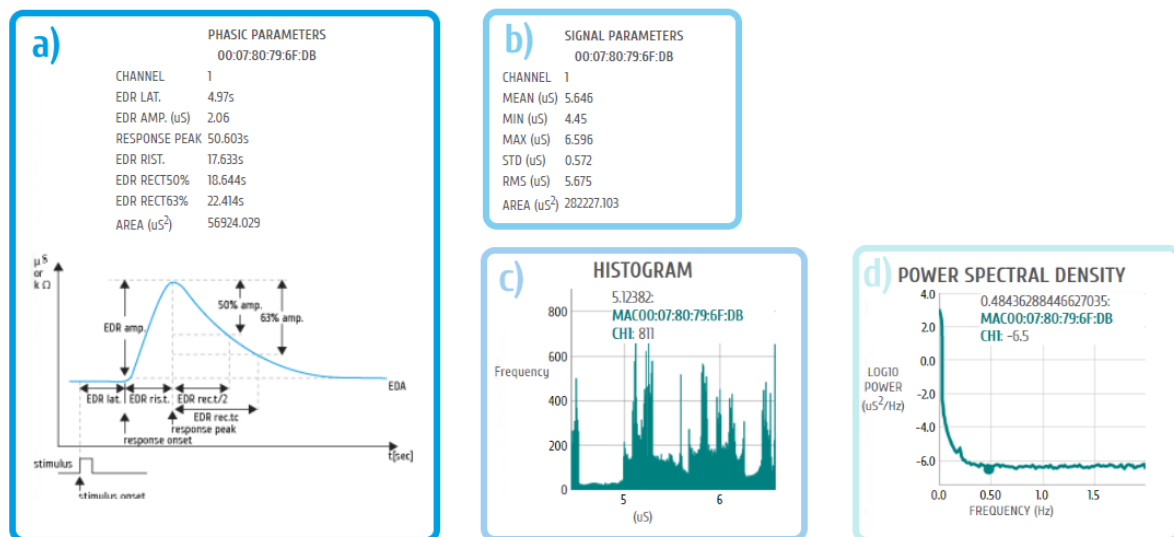 a)
PHASIC PARAMETERS
00:07:80:79:6F:DB
CHANNEL 1
EDR LAT. 4.97s
EDR AMP. (uS) 2.06
RESPONSE PEAK 50.603s
EDR RIST. 17.633s
EDR RECT50% 18.644s
EDR RECT63% 22.414s
AREA (uS²) 56924.029
μS
or
kΩ
EDR amp.
50% amp.
63% amp.
EDA
EDR lat. EDR ris.t. EDR rec.t/2
EDR rec.tc
response peak
response onset
t[sec]
stimulus
stimulus onset
b)
SIGNAL PARAMETERS
00:07:80:79:6F:DB
CHANNEL 1
MEAN (uS) 5.646
MIN (uS) 4.45
MAX (uS) 6.596
STD (uS) 0.572
RMS (uS) 5.675
AREA (uS²) 282227.103
c)
HISTOGRAM
5.12382:
MAC00:07:80:79:6F:DB
CH1: 811
800
600
Frequency
400
200
0
5 6
(uS)
d)
POWER SPECTRAL DENSITY
0.48436288446627035:
MAC00:07:80:79:6F:DB
CH1: -6.5
4.0
2.0
0.0
LOG10
POWER
(uS²/Hz)
-2.0
-4.0
-6.0
0.0 0.50 1.0 1.5
FREQUENCY (Hz)